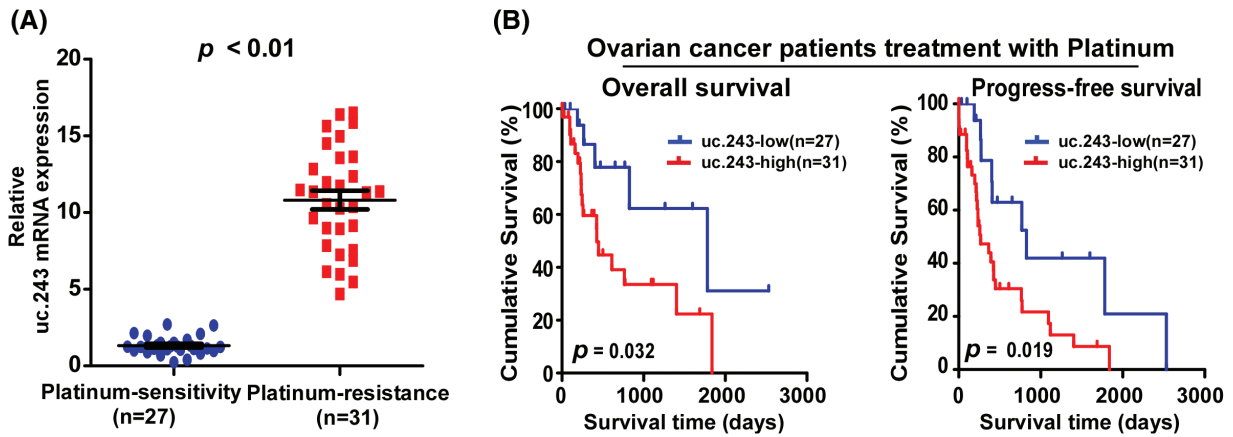 (A)
p < 0.01
Relative
uc.243 mRNA expression
20
15
10
5
0
Platinum-sensitivity
(n=27)
Platinum-resistance
(n=31)
(B)
Ovarian cancer patients treatment with Platinum
Overall survival
Cumulative Survival (%)
100
80
60
40
20
0
uc.243-low(n=27)
uc.243-high(n=31)
p = 0.032
0 1000 2000 3000
Survival time (days)
Progress-free survival
Cumulative Survival (%)
100
80
60
40
20
0
uc.243-low(n=27)
uc.243-high(n=31)
p = 0.019
0 1000 2000 3000
Survival time (days)